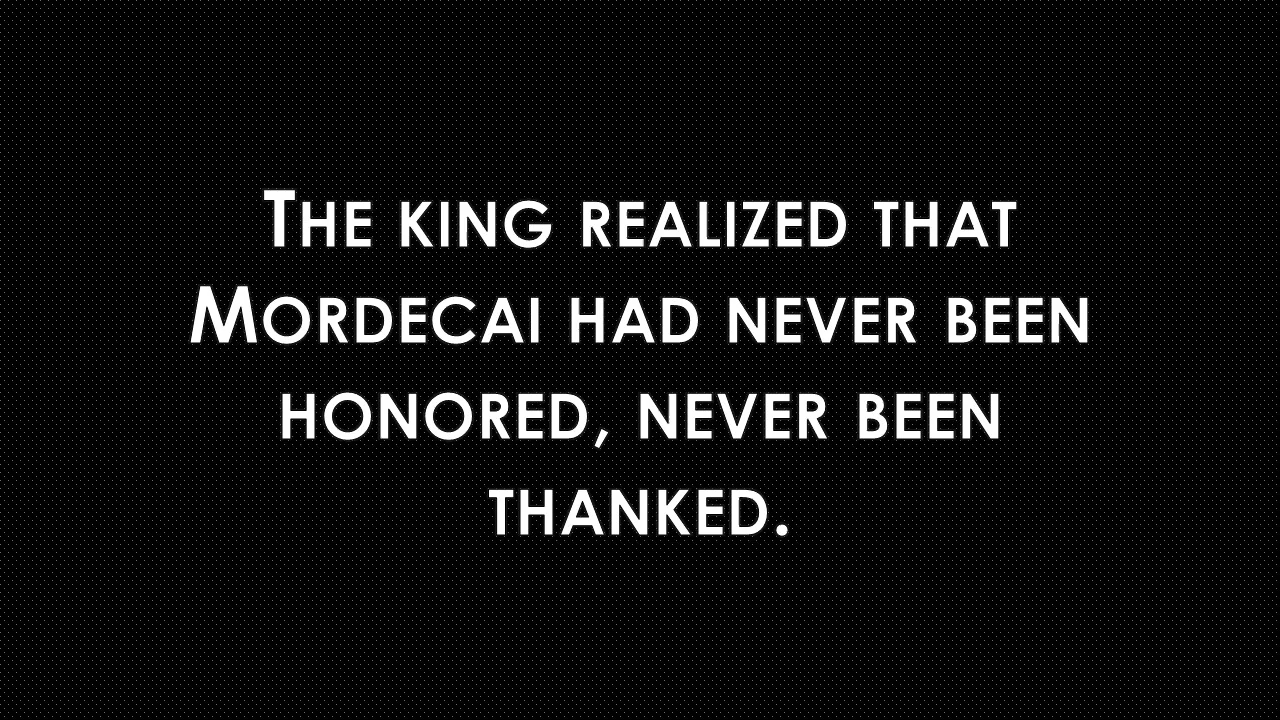 The king realized that
Mordecai had never been
honored, never been
thanked.